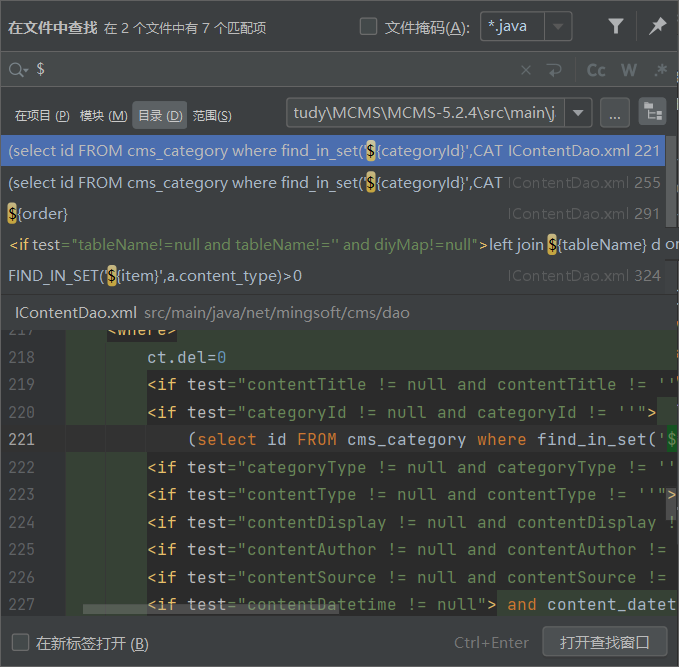 在文件中查找 在 2 个文件中有 7 个匹配项 文件掩码(A): *.java
$ Cc W .*
在项目 (P) 模块 (M) 目录 (D) 范围(S) tudy\MCMS\MCMS-5.2.4\src\main\j ...
(select id FROM cms_category where find_in_set('${categoryId}',CAT IContentDao.xml 221
(select id FROM cms_category where find_in_set('${categoryId}',CAT IContentDao.xml 255
${order} IContentDao.xml 291
<if test="tableName!=null and tableName!='' and diyMap!=null">left join ${tableName} d or
FIND_IN_SET('${item}',a.content_type)>0 IContentDao.xml 324
IContentDao.xml src/main/java/net/mingsoft/cms/dao
217 <where>
218 ct.del=0
219 <if test="contentTitle != null and contentTitle != ''
220 <if test="categoryId != null and categoryId != ''">
221 (select id FROM cms_category where find_in_set('$
222 <if test="categoryType != null and categoryType != ''
223 <if test="contentType != null and contentType != ''">
224 <if test="contentDisplay != null and contentDisplay !
225 <if test="contentAuthor != null and contentAuthor !=
226 <if test="contentSource != null and contentSource !=
227 <if test="contentDatetime != null"> and content_datet
在新标签打开 (B) Ctrl+Enter 打开查找窗口